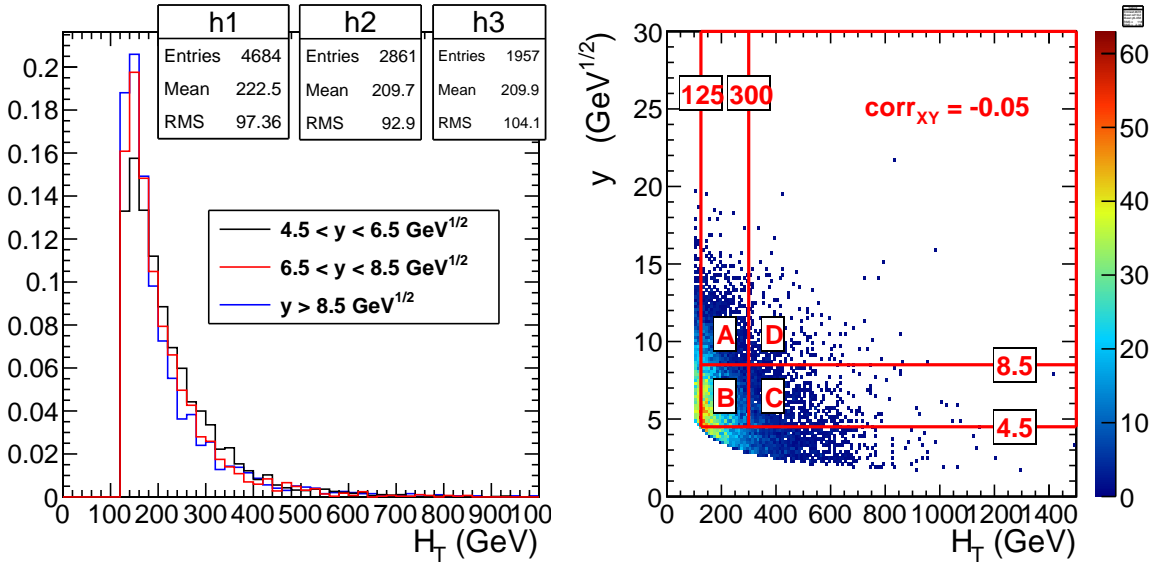 h1
Entries 4684
Mean 222.5
RMS 97.36
h2
Entries 2861
Mean 209.7
RMS 92.9
h3
Entries 1957
Mean 209.9
RMS 104.1
0.2
0.18
0.16
0.14
0.12
0.1
0.08
0.06
0.04
0.02
0
4.5 < y < 6.5 GeV^{1/2}
6.5 < y < 8.5 GeV^{1/2}
y > 8.5 GeV^{1/2}
0 100 200 300 400 500 600 700 800 900 100
H_T (GeV)
y (GeV^{1/2})
30
25
20
15
10
5
0
125 300
corr_{XY} = -0.05
A D
B C
8.5
4.5
0 200 400 600 800 1000 1200 1400
H_T (GeV)
60
50
40
30
20
10
0